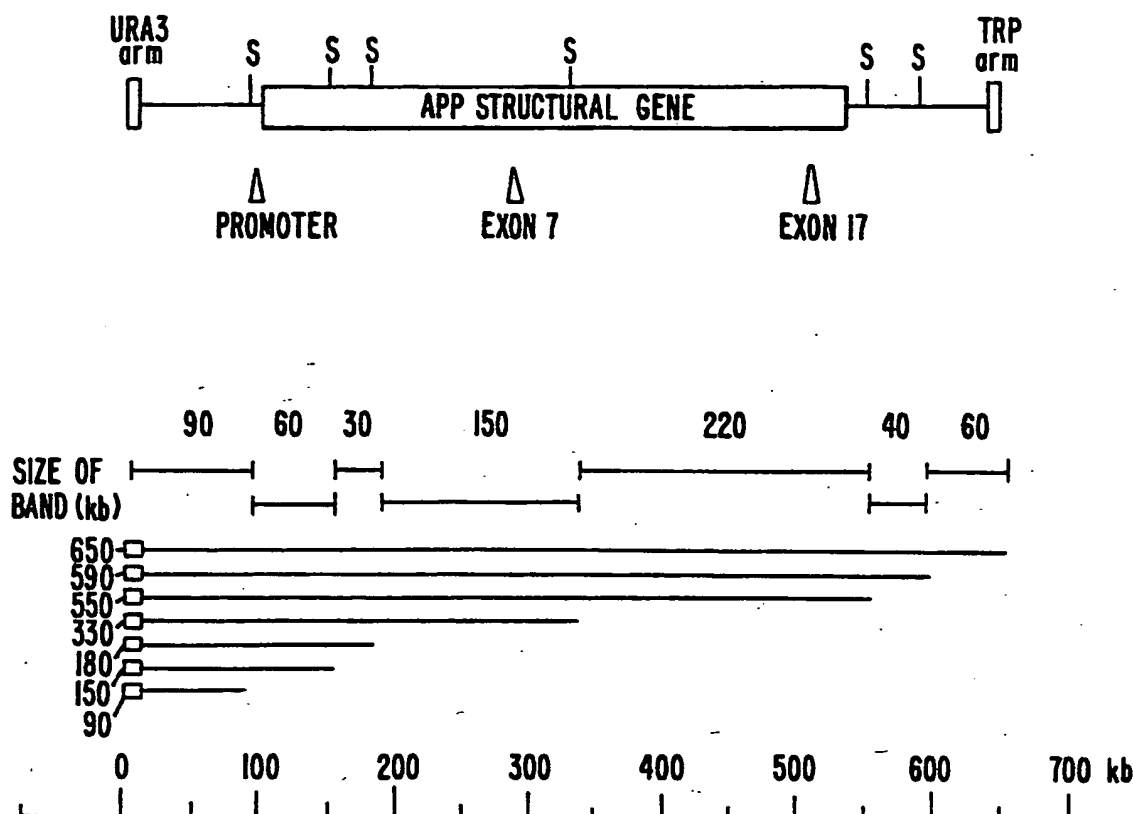 URA3 arm
S
S
S
S
S
S
TRP arm
APP STRUCTURAL GENE
PROMOTER
EXON 7
EXON 17
90
60
30
150
220
40
60
SIZE OF
BAND (kb)
650
590
550
330
180
150
90
0 100 200 300 400 500 600 700 kb